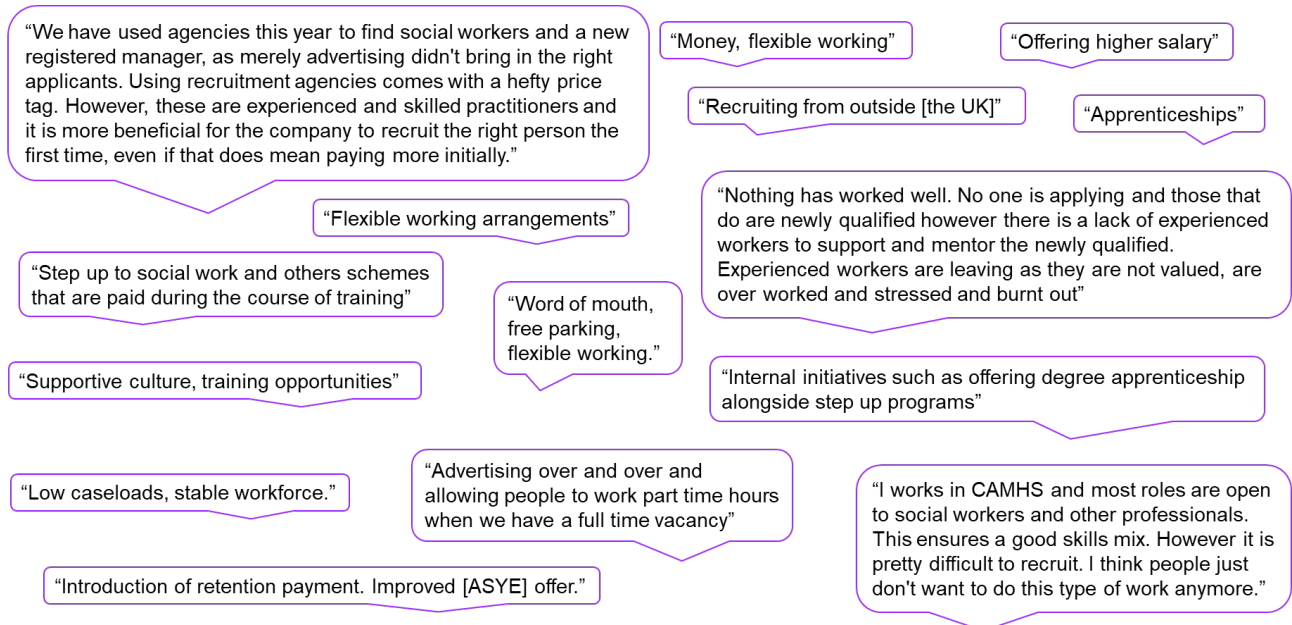 “We have used agencies this year to find social workers and a new
registered manager, as merely advertising didn't bring in the right
applicants. Using recruitment agencies comes with a hefty price
tag. However, these are experienced and skilled practitioners and
it is more beneficial for the company to recruit the right person the
first time, even if that does mean paying more initially.”
“Money, flexible working”
“Offering higher salary”
“Recruiting from outside [the UK]”
“Apprenticeships”
“Flexible working arrangements”
“Nothing has worked well. No one is applying and those that
do are newly qualified however there is a lack of experienced
workers to support and mentor the newly qualified.
Experienced workers are leaving as they are not valued, are
over worked and stressed and burnt out”
“Step up to social work and others schemes
that are paid during the course of training”
“Word of mouth,
free parking,
flexible working.”
“Supportive culture, training opportunities”
“Internal initiatives such as offering degree apprenticeship
alongside step up programs”
“Low caseloads, stable workforce.”
“Advertising over and over and
allowing people to work part time hours
when we have a full time vacancy”
“I works in CAMHS and most roles are open
to social workers and other professionals.
This ensures a good skills mix. However it is
pretty difficult to recruit. I think people just
don't want to do this type of work anymore.”
“Introduction of retention payment. Improved [ASYE] offer.”